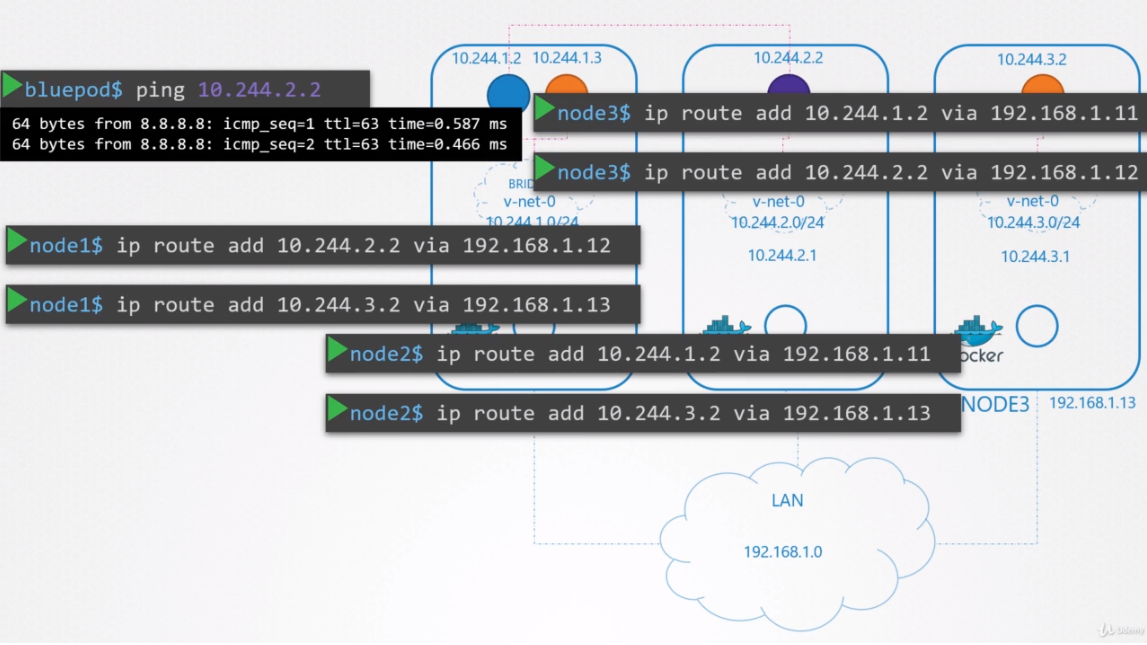 10.244.1.2 10.244.1.3
10.244.2.2
10.244.3.2
bluepod$ ping 10.244.2.2
64 bytes from 8.8.8.8: icmp_seq=1 ttl=63 time=0.587 ms
64 bytes from 8.8.8.8: icmp_seq=2 ttl=63 time=0.466 ms
node3$ ip route add 10.244.1.2 via 192.168.1.11
node3$ ip route add 10.244.2.2 via 192.168.1.12
BRID
v-net-0
10.244.1.0/24
v-net-0
10.244.2.0/24
10.244.2.1
v-net-0
10.244.3.0/24
10.244.3.1
node1$ ip route add 10.244.2.2 via 192.168.1.12
node1$ ip route add 10.244.3.2 via 192.168.1.13
node2$ ip route add 10.244.1.2 via 192.168.1.11
ocker
node2$ ip route add 10.244.3.2 via 192.168.1.13
NODE3 192.168.1.13
LAN
192.168.1.0
Udemy